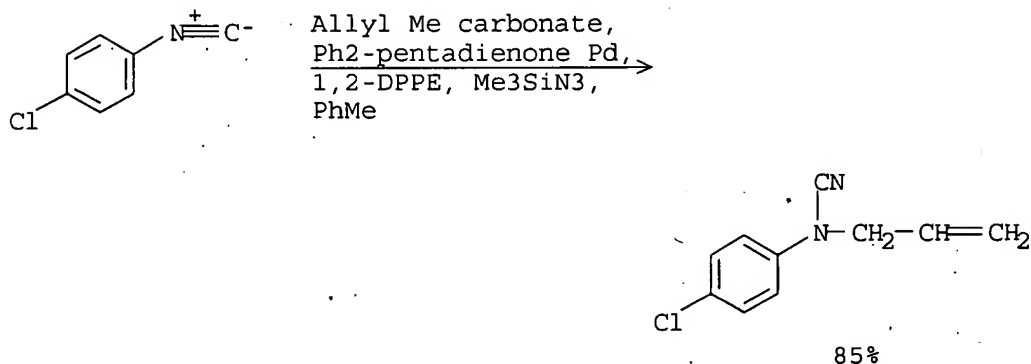 N+≡C-
Cl
Allyl Me carbonate,
Ph2-pentadienone Pd,
1,2-DPPE, Me3SiN3,
PhMe
CN
N—CH2—CH=CH2
Cl
85%